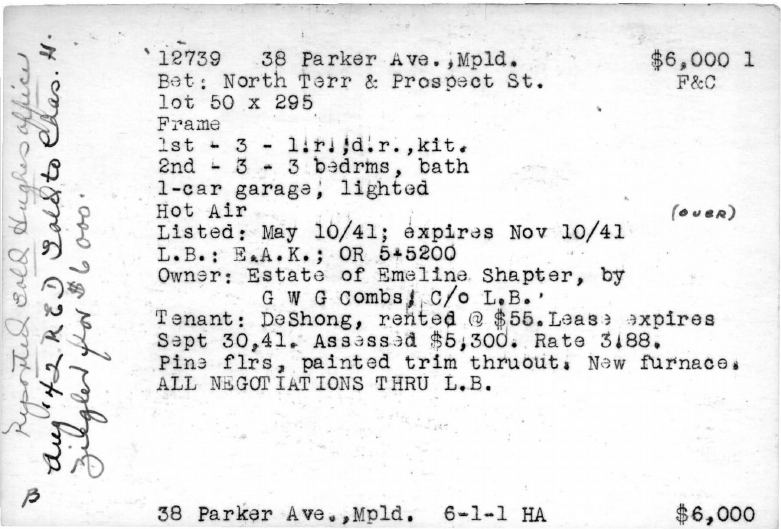 12739 38 Parker Ave.,Mpld. $6,000 l
Bet: North Terr & Prospect St. F&C
lot 50 x 295
Frame
1st - 3 - l.r.,d.r.,kit.
2nd - 3 - 3 bedrms, bath
1-car garage, lighted
Hot Air (OVER)
Listed: May 10/41; expires Nov 10/41
L.B.: E.A.K.; OR 5-5200
Owner: Estate of Emeline Shapter, by
G W G Combs, C/o L.B.
Tenant: DeShong, rented @ $55.Lease expires
Sept 30,41. Assessed $5,300. Rate 3.88.
Pine flrs, painted trim thruout. New furnace.
ALL NEGOTIATIONS THRU L.B.
38 Parker Ave.,Mpld. 6-1-1 HA $6,000
Reported sold Hughes office
Aug '42 R.E.D Sold to Chas. H.
Ziegler for $6000.
B